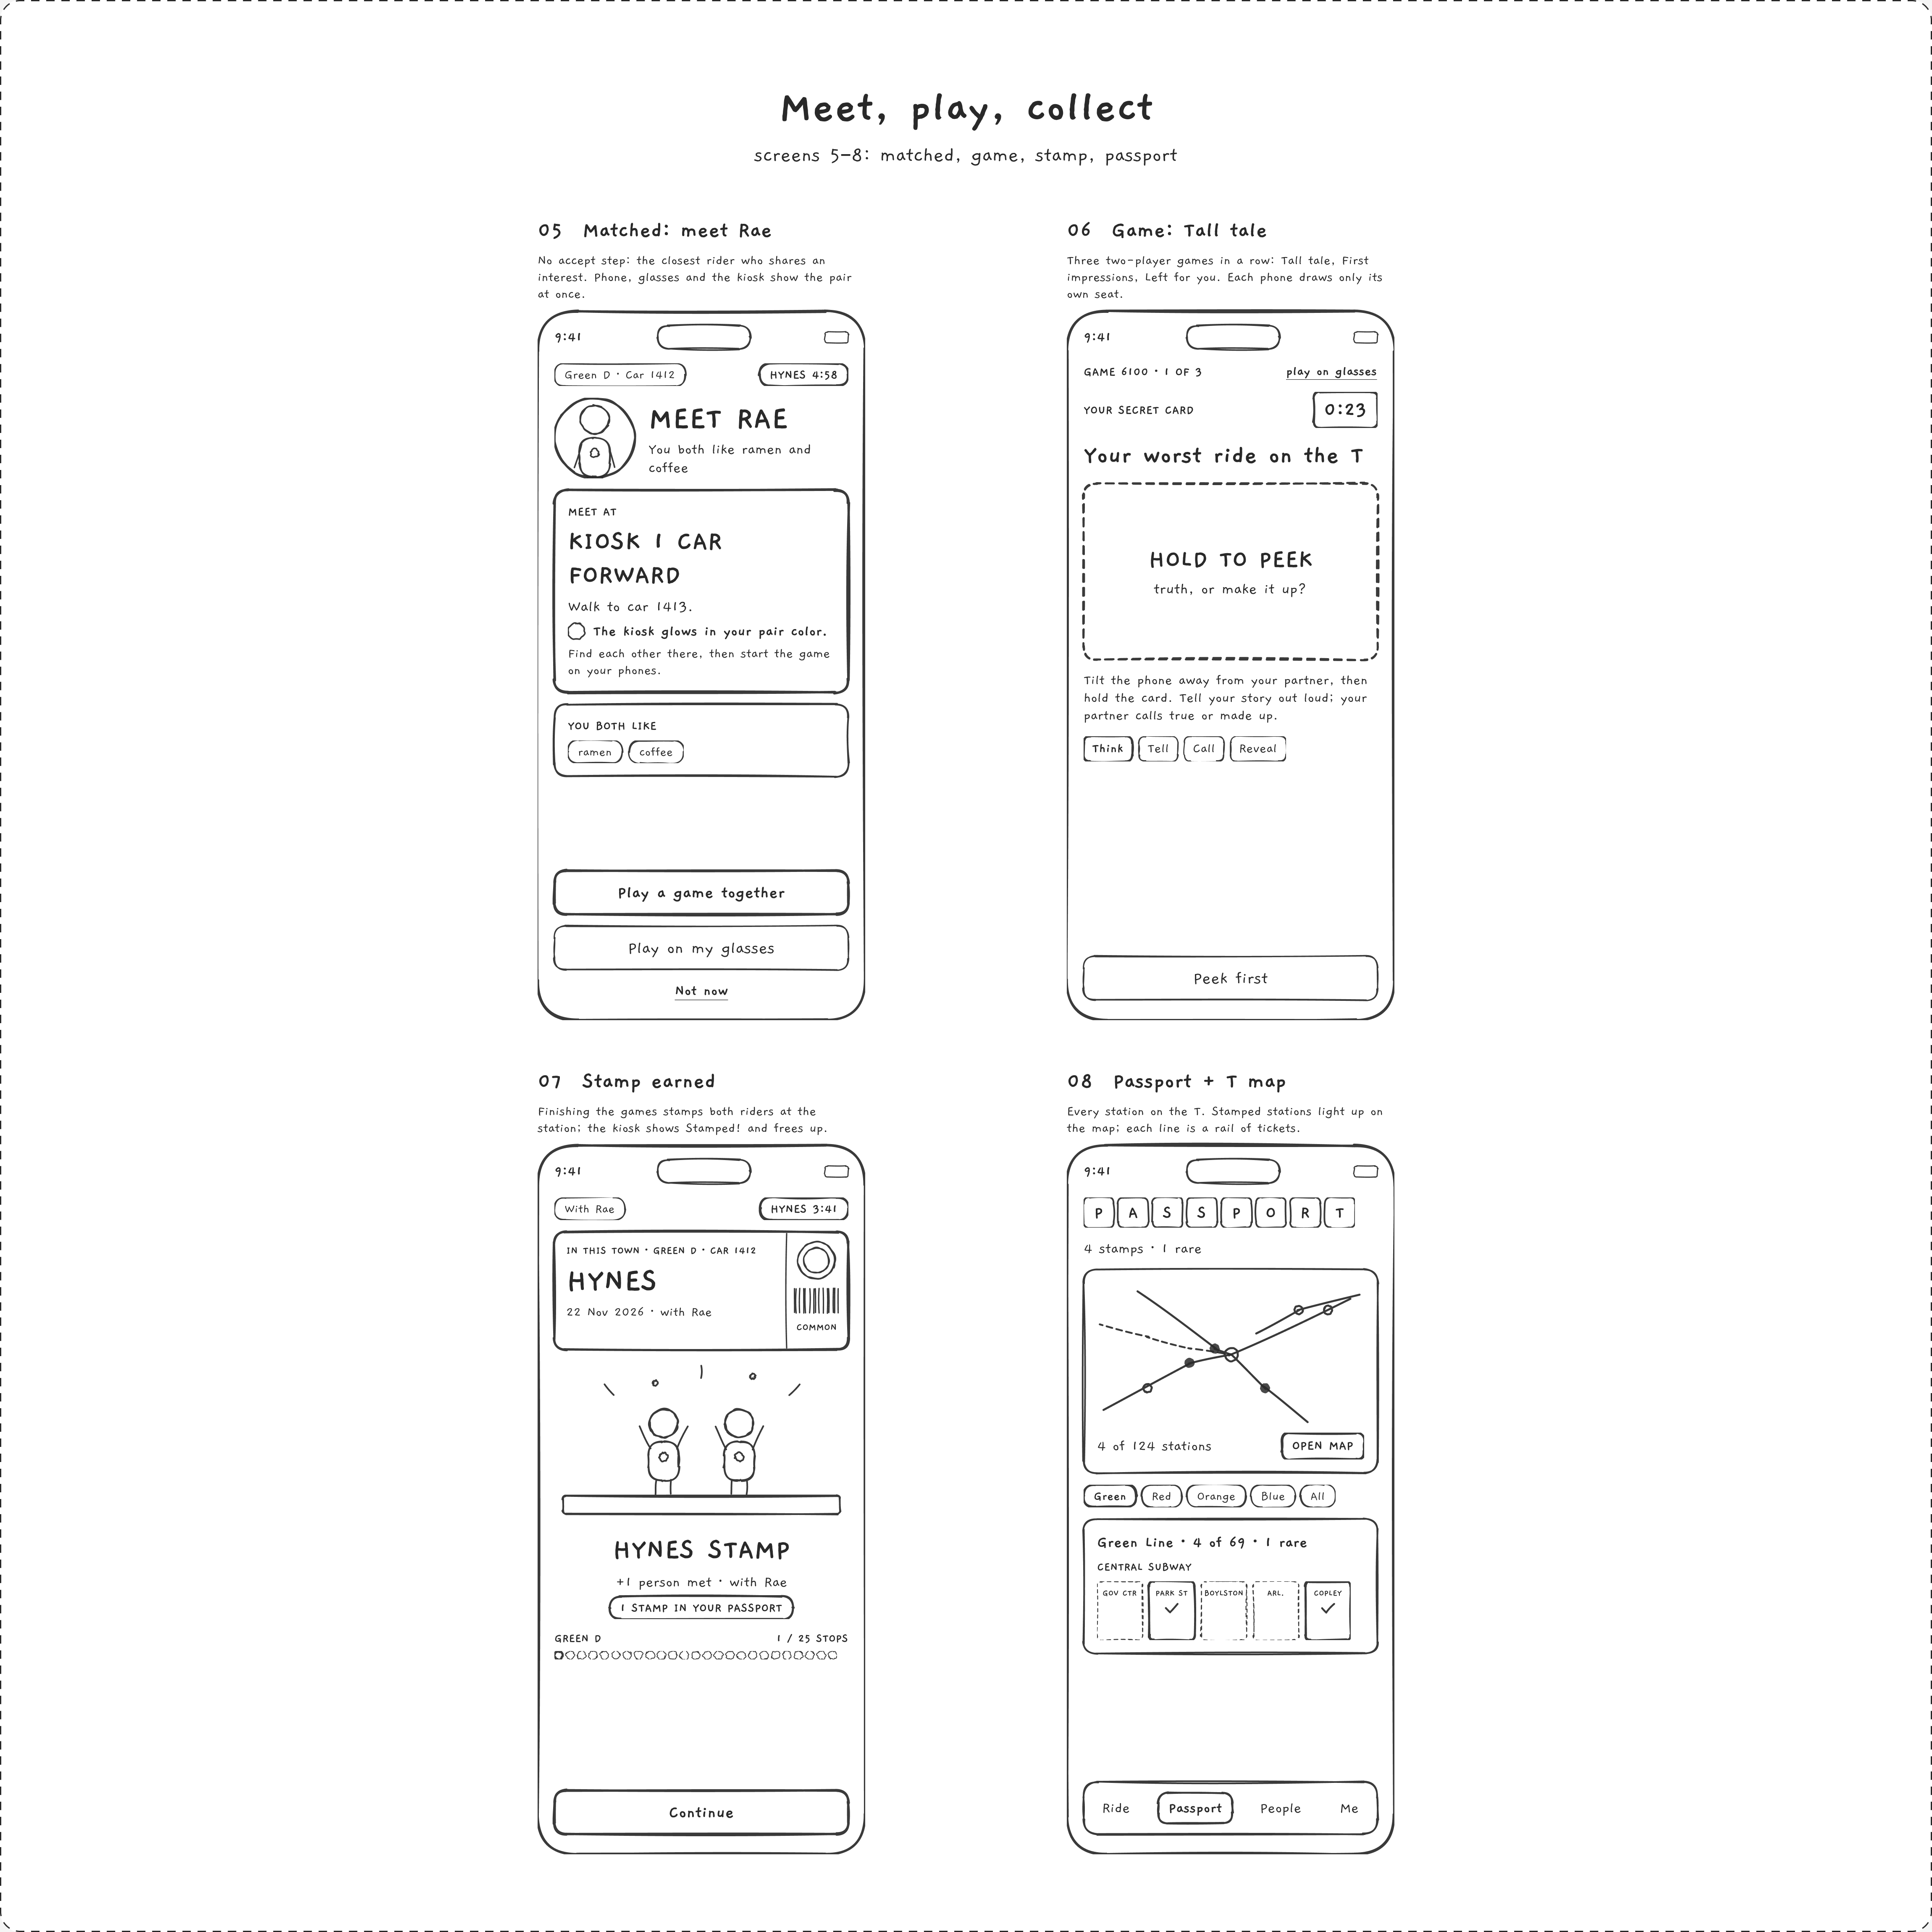 Meet, play, collect
screens 5–8: matched, game, stamp, passport
05 Matched: meet Rae
No accept step: the closest rider who shares an
interest. Phone, glasses and the kiosk show the pair
at once.
9:41
Green D · Car 1412
HYNES 4:58
MEET RAE
You both like ramen and
coffee
MEET AT
KIOSK 1 CAR
FORWARD
Walk to car 1413.
The kiosk glows in your pair color.
Find each other there, then start the game
on your phones.
YOU BOTH LIKE
ramen
coffee
Play a game together
Play on my glasses
Not now
06 Game: Tall tale
Three two-player games in a row: Tall tale, First
impressions, Left for you. Each phone draws only its
own seat.
9:41
GAME 6100 · 1 OF 3
play on glasses
YOUR SECRET CARD
0:23
Your worst ride on the T
HOLD TO PEEK
truth, or make it up?
Tilt the phone away from your partner, then
hold the card. Tell your story out loud; your
partner calls true or made up.
Think
Tell
Call
Reveal
Peek first
07 Stamp earned
Finishing the games stamps both riders at the
station; the kiosk shows Stamped! and frees up.
9:41
With Rae
HYNES 3:41
IN THIS TOWN · GREEN D · CAR 1412
HYNES
22 Nov 2026 · with Rae
COMMON
HYNES STAMP
+1 person met · with Rae
1 STAMP IN YOUR PASSPORT
GREEN D
1 / 25 STOPS
Continue
08 Passport + T map
Every station on the T. Stamped stations light up on
the map; each line is a rail of tickets.
9:41
PASSPORT
4 stamps · 1 rare
4 of 124 stations
OPEN MAP
Green
Red
Orange
Blue
All
Green Line · 4 of 69 · 1 rare
CENTRAL SUBWAY
GOV CTR
PARK ST
BOYLSTON
ARL.
COPLEY
Ride
Passport
People
Me